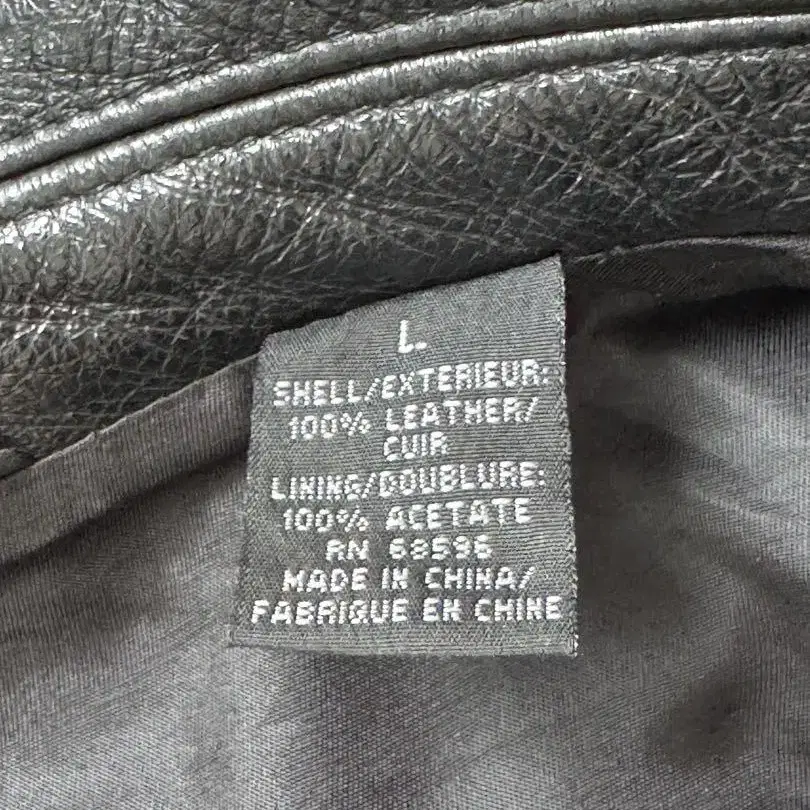 L
SHELL/EXTERIEUR:
100% LEATHER/
CUIR
LINING/DOUBLURE:
100% ACETATE
RN 68596
MADE IN CHINA/
FABRIQUE EN CHINE